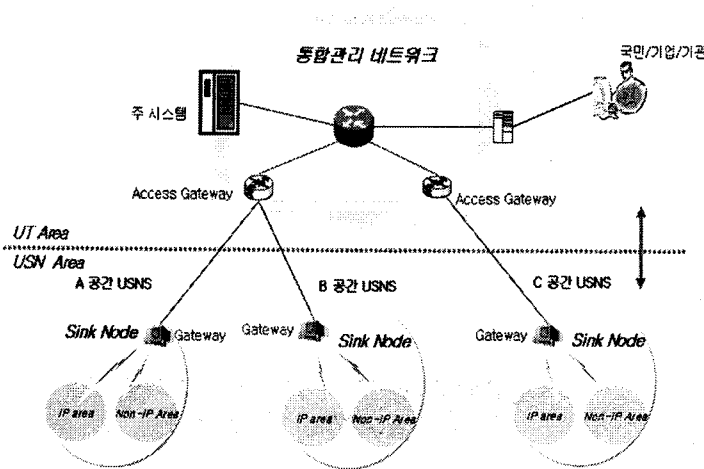 통합관리 네트워크
국민/기업/기관
주 시스템
Access Gateway
Access Gateway
UT Area
USN Area
A 공간 USNS
B 공간 USNS
C 공간 USNS
Sink Node
Gateway
Gateway
Sink Node
Gateway
Sink Node
IP area
Non-IP Area
IP area
Non-IP Area
IP area
Non-IP Area